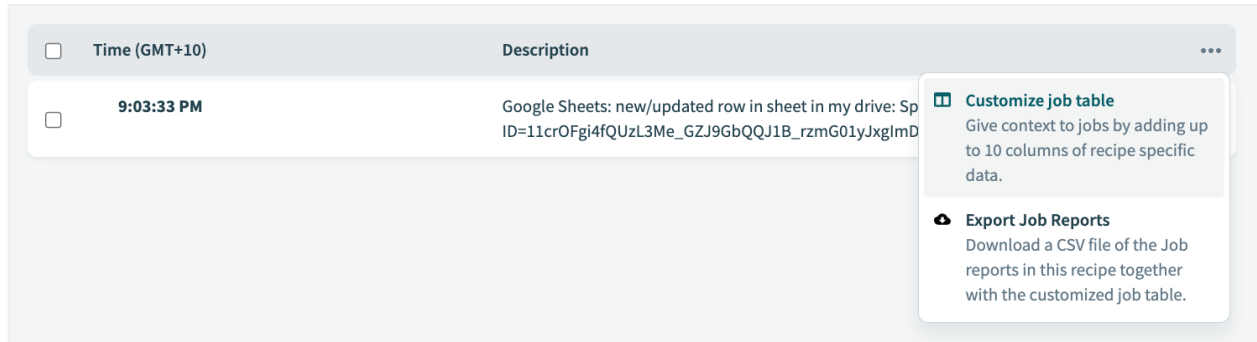 Time (GMT+10) Description •••
9:03:33 PM
Google Sheets: new/updated row in sheet in my drive: Sp
ID=11crOFgi4fQUzL3Me_GZJ9GbQQJ1B_rzmG01yJxgImD
Customize job table
Give context to jobs by adding up
to 10 columns of recipe specific
data.
Export Job Reports
Download a CSV file of the Job
reports in this recipe together
with the customized job table.